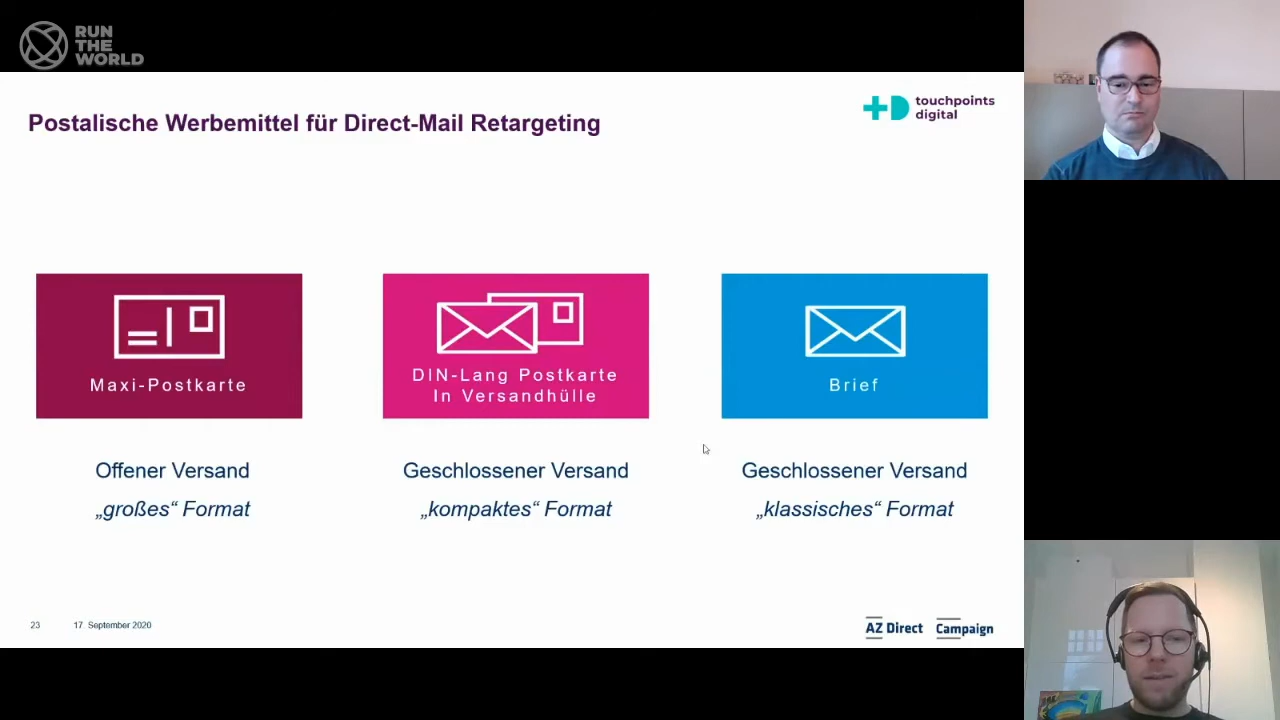 RUN
THE
WORLD
Postalische Werbemittel für Direct-Mail Retargeting
touchpoints
digital
Maxi-Postkarte
DIN-Lang Postkarte
In Versandhülle
Brief
Offener Versand
„großes“ Format
Geschlossener Versand
„kompaktes“ Format
Geschlossener Versand
„klassisches“ Format
23
17 September 2020
AZ Direct
Campaign